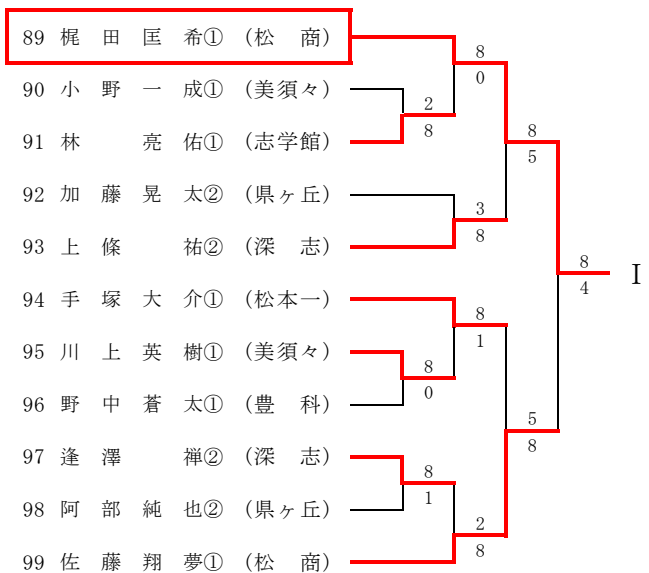 89 梶田匡希① (松商)
90 小野一成① (美須々)
91 林亮佑① (志学館)
92 加藤晃太② (県ヶ丘)
93 上條祐② (深志)
94 手塚大介① (松本一)
95 川上英樹① (美須々)
96 野中蒼太① (豊科)
97 逢澤禅② (深志)
98 阿部純也② (県ヶ丘)
99 佐藤翔夢① (松商)
8
0
2
8
8
5
3
8
8
4
I
8
1
8
0
5
8
8
1
2
8